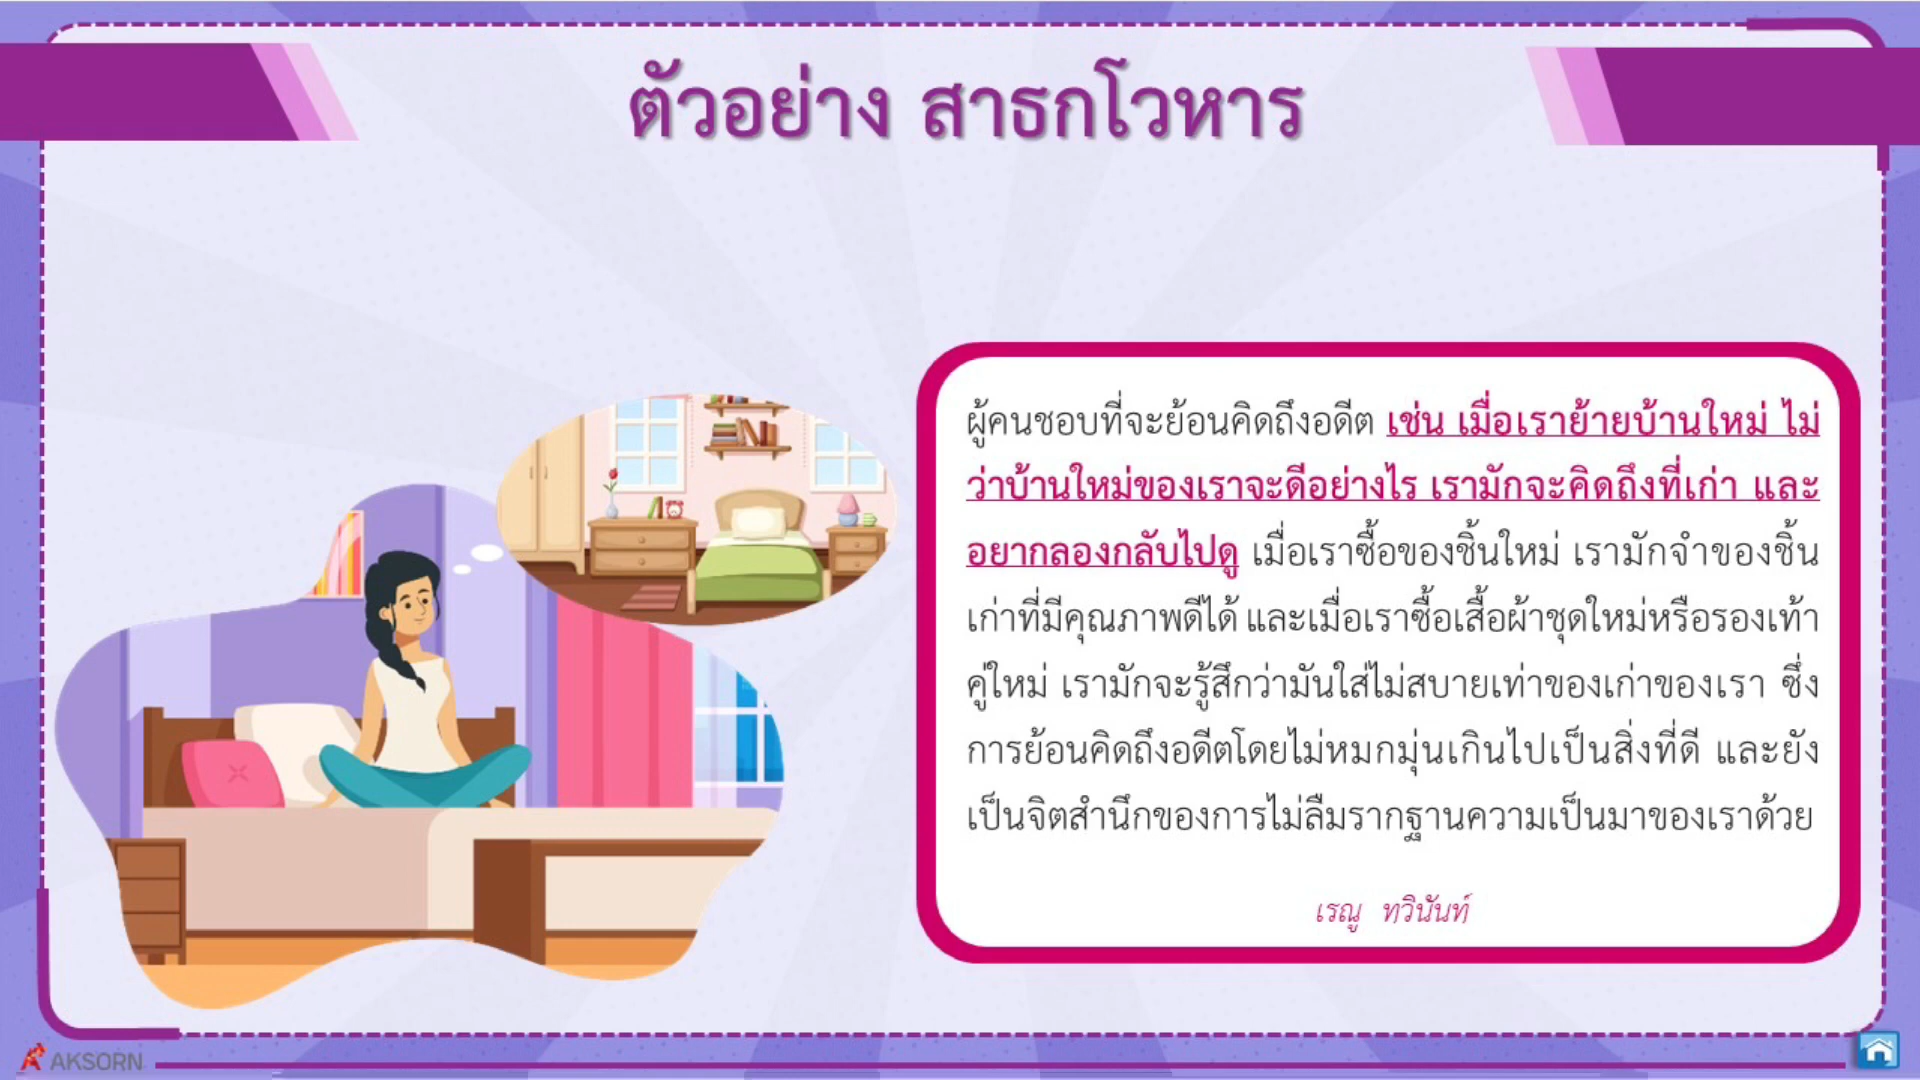 ตัวอย่าง สาธกโวหาร
ผู้คนชอบที่จะย้อนคิดถึงอดีต เช่น เมื่อเราย้ายบ้านใหม่ ไม่
ว่าบ้านใหม่ของเราจะดีอย่างไร เรามักจะคิดถึงที่เก่า และ
อยากลองกลับไปดู เมื่อเราซื้อของชิ้นใหม่ เรามักจำของชิ้น
เก่าที่มีคุณภาพดีได้ และเมื่อเราซื้อเสื้อผ้าชุดใหม่หรือรองเท้า
คู่ใหม่ เรามักจะรู้สึกว่ามันใส่ไม่สบายเท่าของเก่าของเรา ซึ่ง
การย้อนคิดถึงอดีตโดยไม่หมกมุ่นเกินไปเป็นสิ่งที่ดี และยัง
เป็นจิตสำนึกของการไม่ลืมรากฐานความเป็นมาของเราด้วย
เรณู ทวินันท์
AKSORN